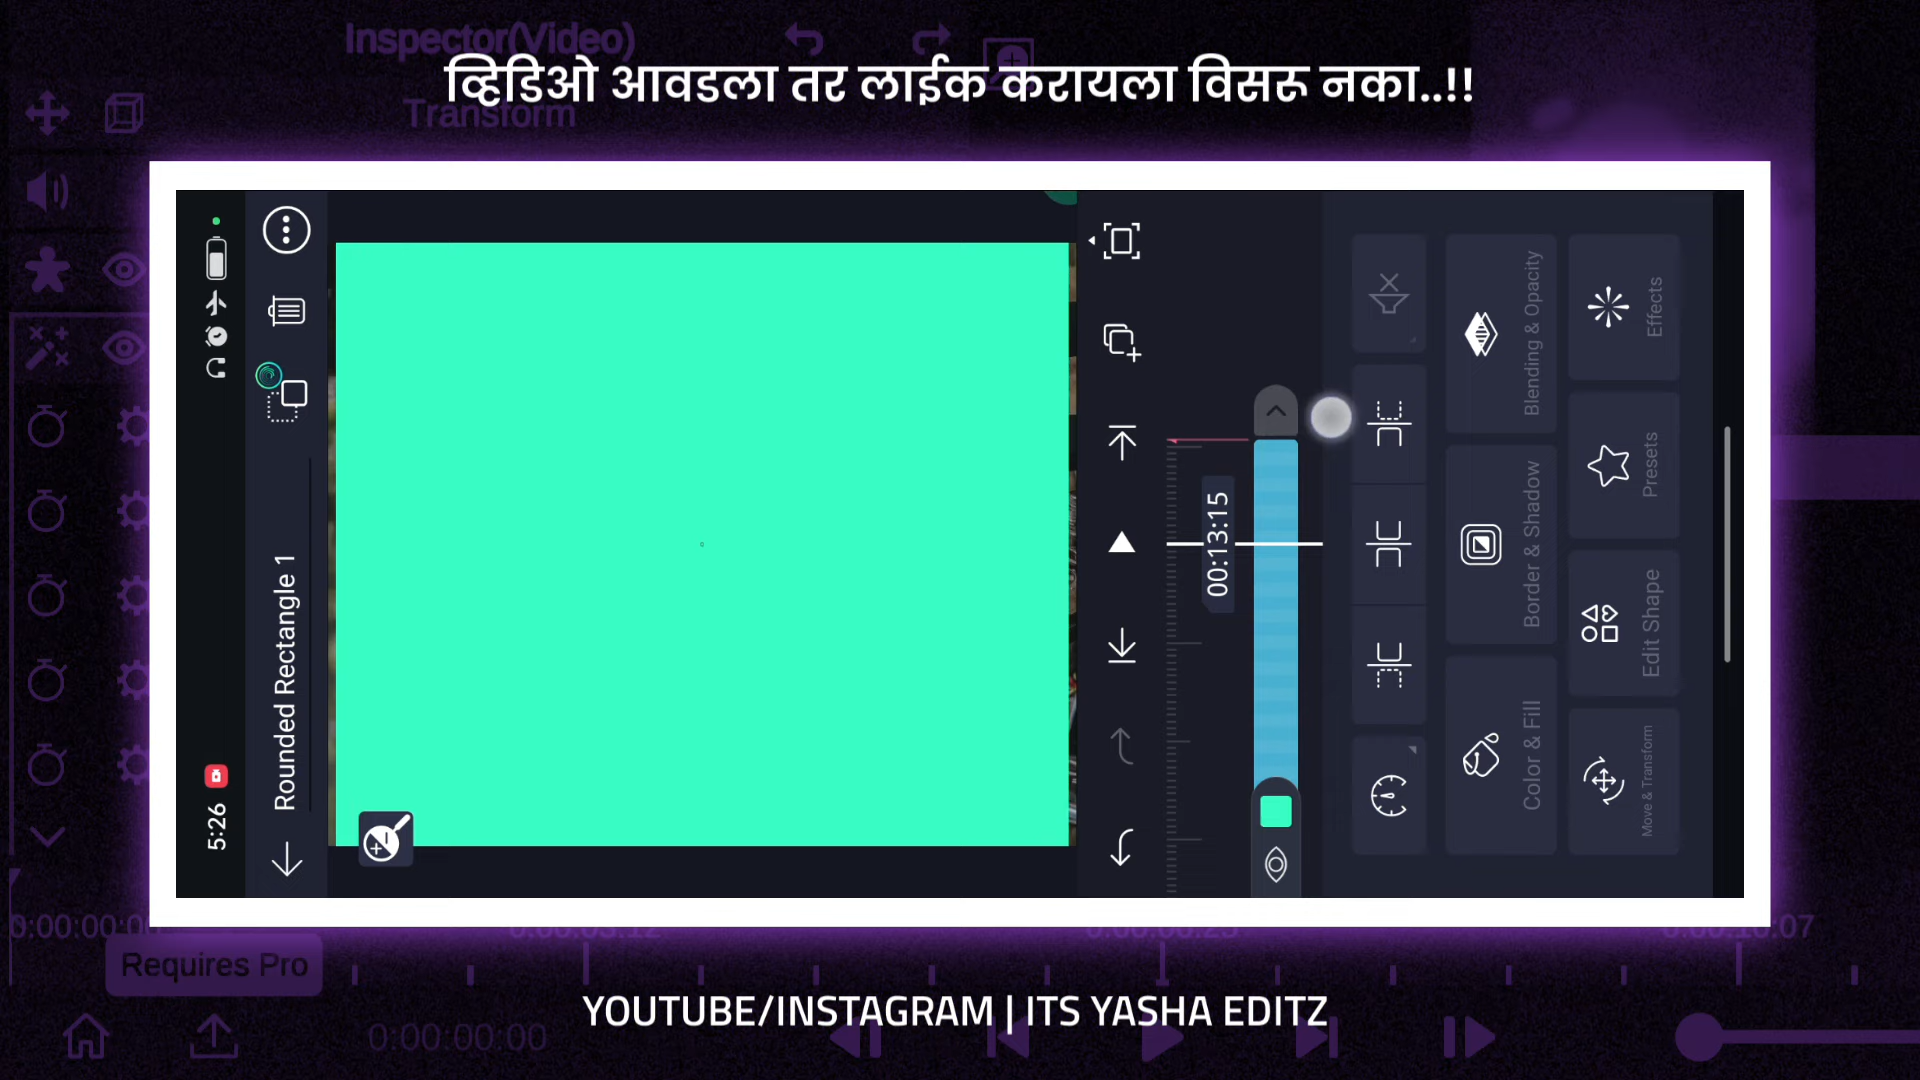 Inspector(Video)
व्हिडिओ आवडला तर लाईक करायला विसरू नका..!!
Transform
5:26
Rounded Rectangle 1
00:13:15
Blending & Opacity
Border & Shadow
Color & Fill
Effects
Presets
Edit Shape
Move & Transform
Requires Pro
YOUTUBE/INSTAGRAM | ITS YASHA EDITZ
0:00:00:00